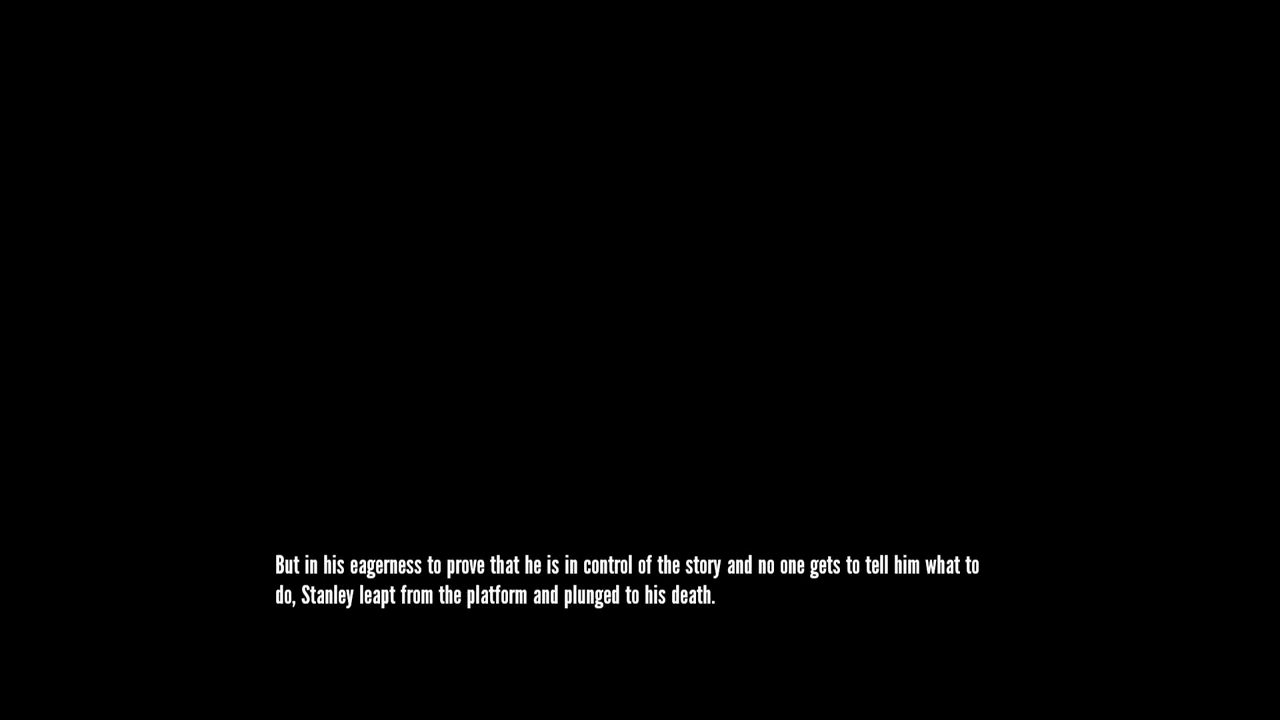 But in his eagerness to prove that he is in control of the story and no one gets to tell him what to
do, Stanley leapt from the platform and plunged to his death.